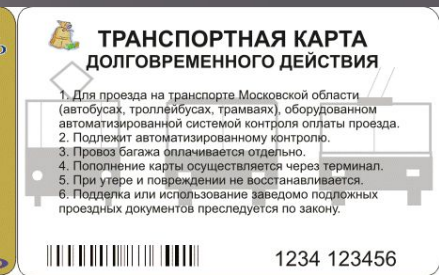 ТРАНСПОРТНАЯ КАРТА
ДОЛГОВРЕМЕННОГО ДЕЙСТВИЯ
1. Для проезда на транспорте Московской области
(автобусах, троллейбусах, трамваях), оборудованном
автоматизированной системой контроля оплаты проезда.
2. Подлежит автоматизированному контролю.
3. Провоз багажа оплачивается отдельно.
4. Пополнение карты осуществляется через терминал.
5. При утере и повреждении не восстанавливается.
6. Подделка или использование заведомо подложных
проездных документов преследуется по закону.
1234 123456